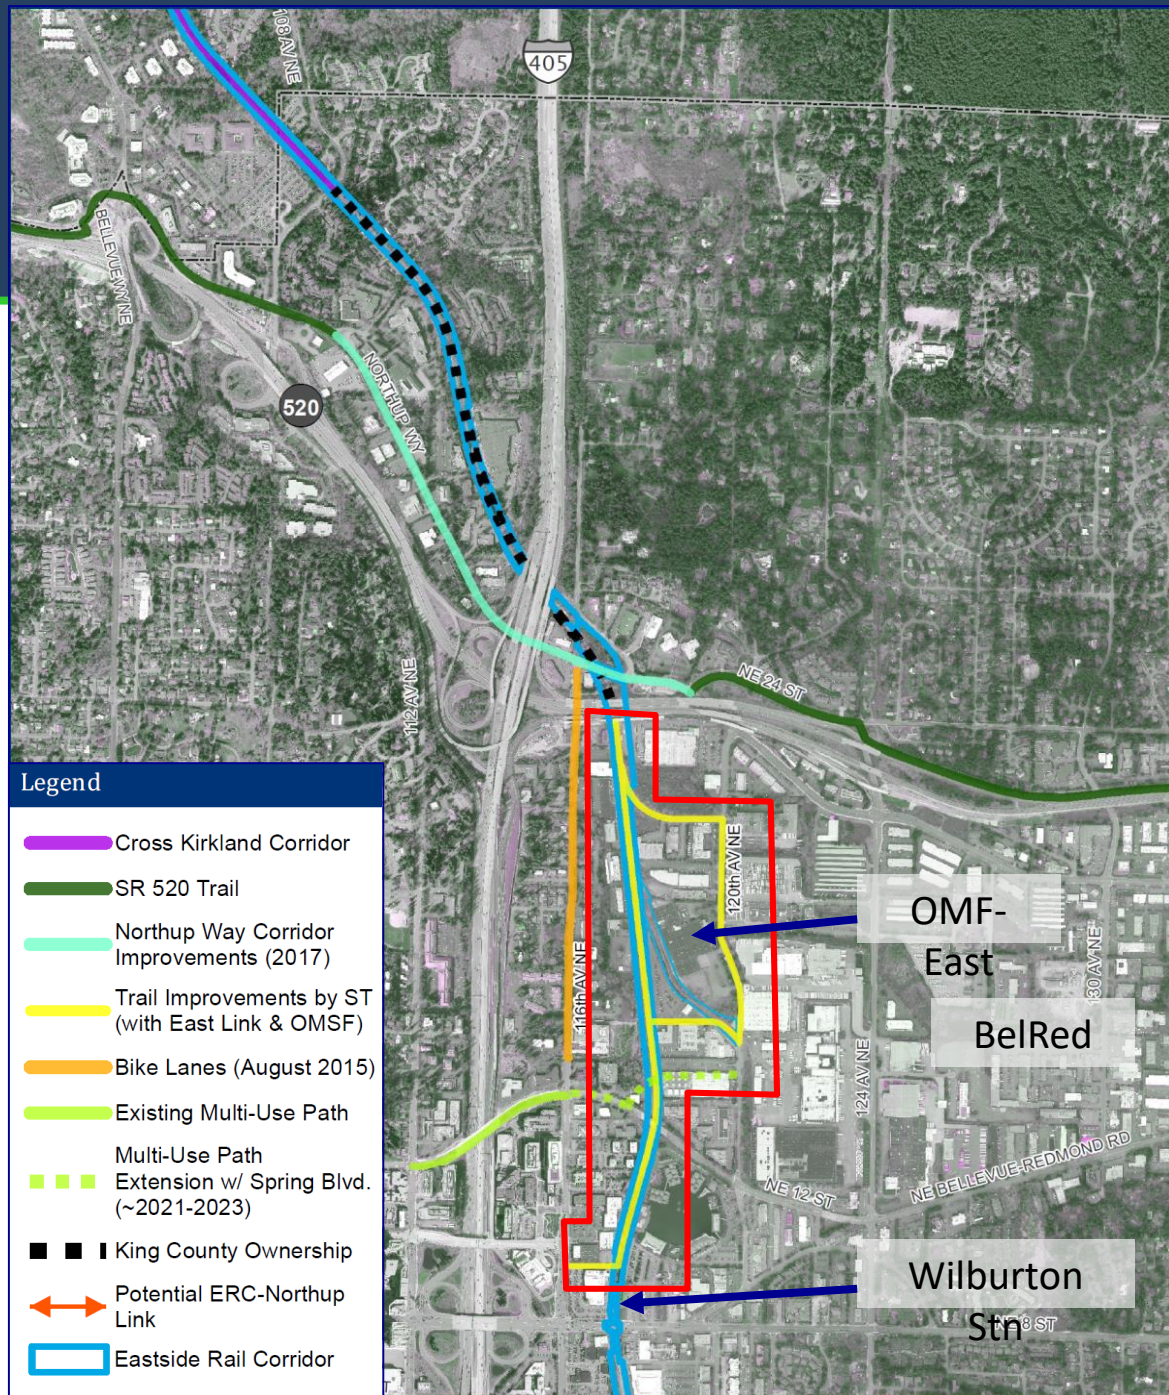 108 AV NE
405
BELLEVUE WY NE
NORTHUP WY
520
112 AV NE
NE 24 ST
Legend
Cross Kirkland Corridor
SR 520 Trail
Northup Way Corridor
Improvements (2017)
Trail Improvements by ST
(with East Link & OMSF)
Bike Lanes (August 2015)
Existing Multi-Use Path
Multi-Use Path
Extension w/ Spring Blvd.
(~2021-2023)
King County Ownership
Potential ERC-Northup
Link
Eastside Rail Corridor
120th AV NE
OMF-
East
116th AV NE
130 AV NE
BelRed
124 AV NE
NE BELLEVUE-REDMOND RD
NE 12 ST
Wilburton
Stn
NE 8 ST